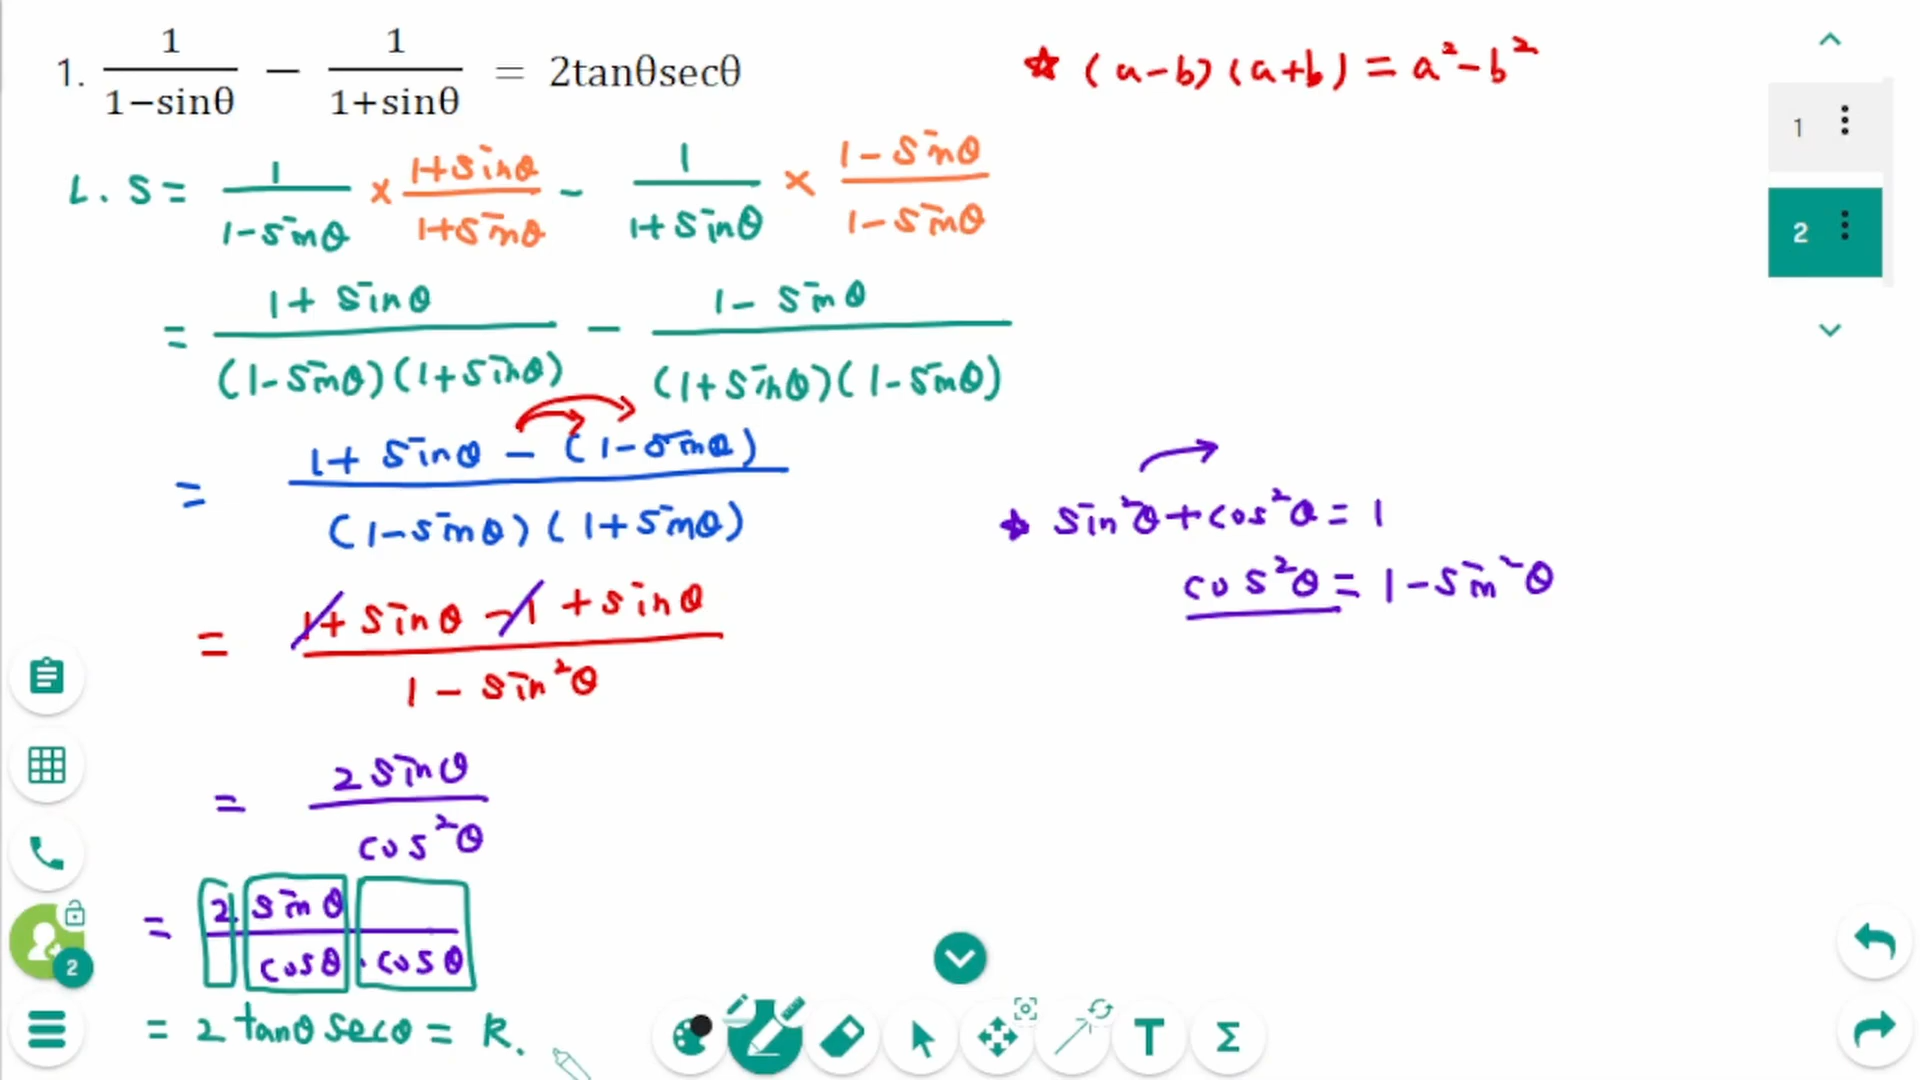 1. 1/(1−sinθ) − 1/(1+sinθ) = 2tanθsecθ
☆ (a-b)(a+b) = a²-b²
L.S = 1/(1-sinθ) × (1+sinθ)/(1+sinθ) - 1/(1+sinθ) × (1-sinθ)/(1-sinθ)
= (1+sinθ)/((1-sinθ)(1+sinθ)) - (1-sinθ)/((1+sinθ)(1-sinθ))
= (1+sinθ-(1-sinθ))/((1-sinθ)(1+sinθ))
☆ sin²θ+cos²θ = 1
cos²θ = 1-sin²θ
= (1+sinθ-1+sinθ)/(1-sin²θ)
= 2sinθ/cos²θ
= 2·sinθ/(cosθ·cosθ)
= 2tanθsecθ = R.
1
2
2
T
Σ